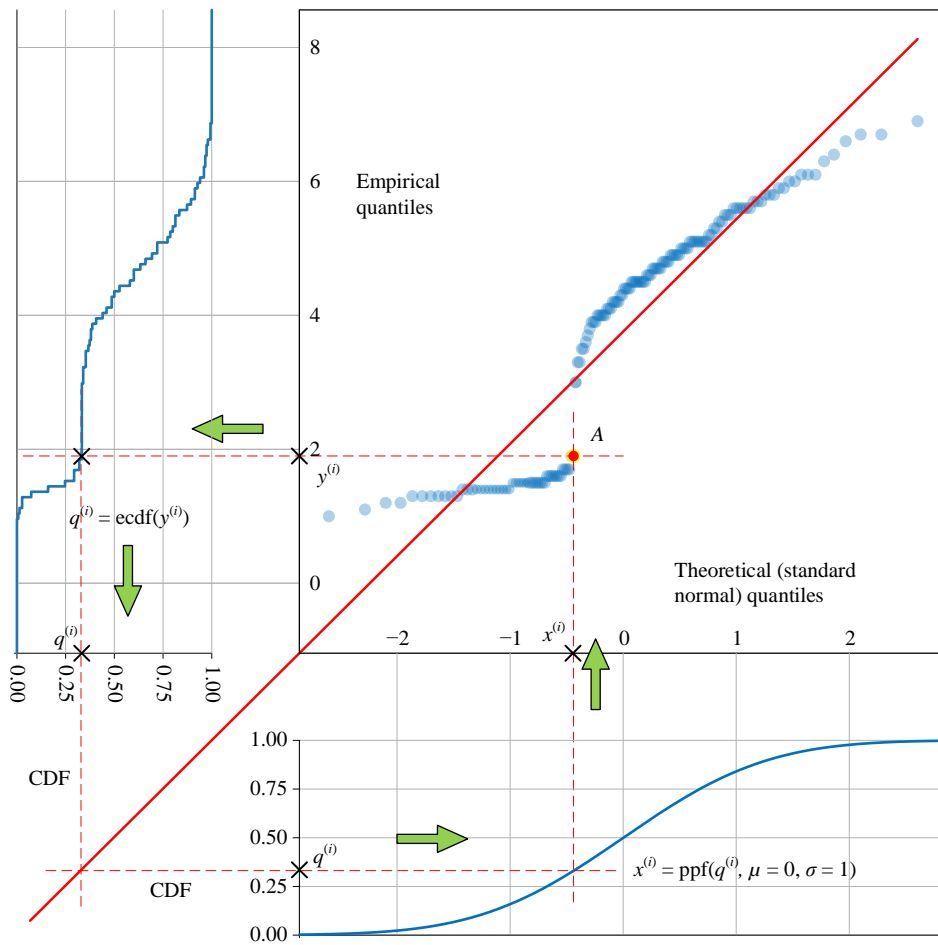 8
Empirical
quantiles
6
4
A
2
y^(i)
q^(i) = ecdf(y^(i))
0
Theoretical (standard
normal) quantiles
q^(i)
−2 −1 x^(i) 0 1 2
0.00 0.25 0.50 0.75 1.00
1.00
CDF
0.75
0.50
q^(i)
x^(i) = ppf(q^(i), μ = 0, σ = 1)
CDF
0.25
0.00